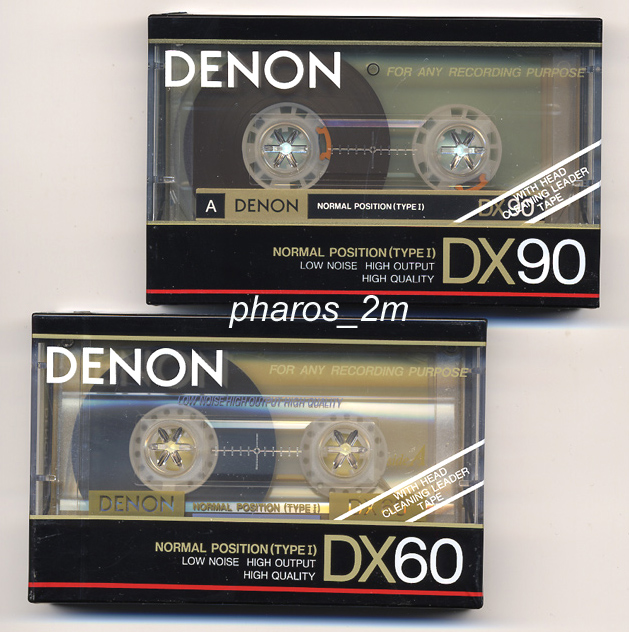 DENON
FOR ANY RECORDING PURPOSE
A DENON NORMAL POSITION (TYPE I) DX90
WITH HEAD
CLEANING LEADER
TAPE
NORMAL POSITION (TYPE I)
LOW NOISE HIGH OUTPUT
HIGH QUALITY
DX90
pharos_2m
DENON
FOR ANY RECORDING PURPOSE
LOW NOISE HIGH OUTPUT HIGH QUALITY
DENON NORMAL POSITION (TYPE I) DX
WITH HEAD
CLEANING LEADER
TAPE
NORMAL POSITION (TYPE I)
LOW NOISE HIGH OUTPUT
HIGH QUALITY
DX60